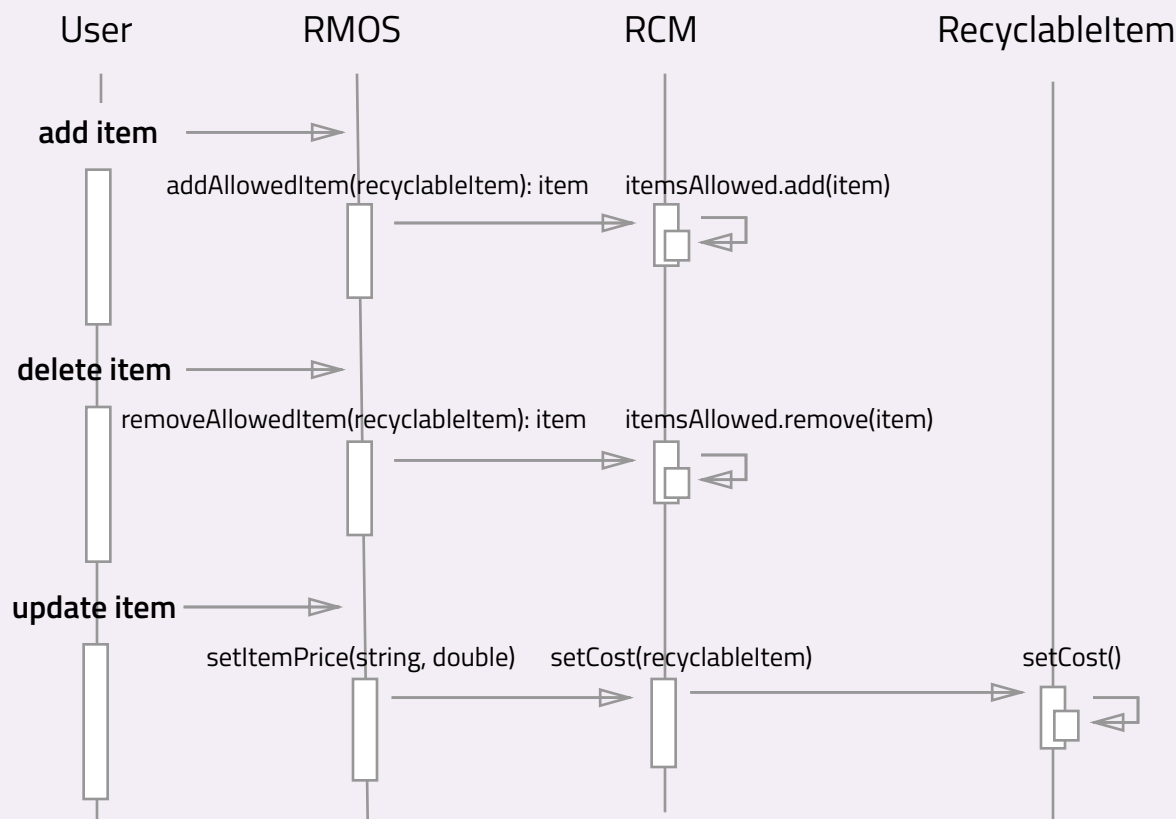 User
RMOS
RCM
RecyclableItem
add item
addAllowedItem(recyclableItem): item
itemsAllowed.add(item)
delete item
removeAllowedItem(recyclableItem): item
itemsAllowed.remove(item)
update item
setItemPrice(string, double)
setCost(recyclableItem)
setCost()